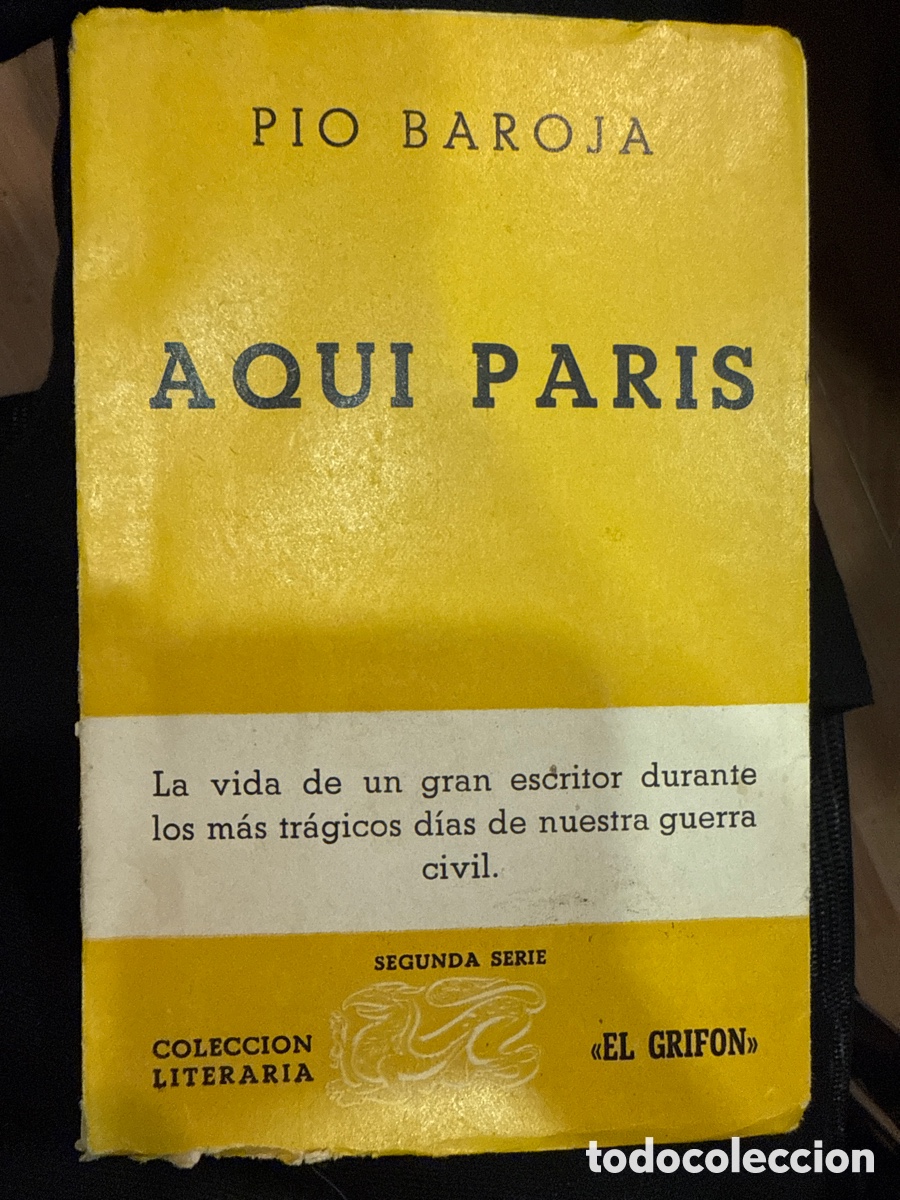 PIO BAROJA
AQUI PARIS
La vida de un gran escritor durante
los más trágicos días de nuestra guerra
civil.
SEGUNDA SERIE
COLECCION
LITERARIA
«EL GRIFON»
todocoleccion